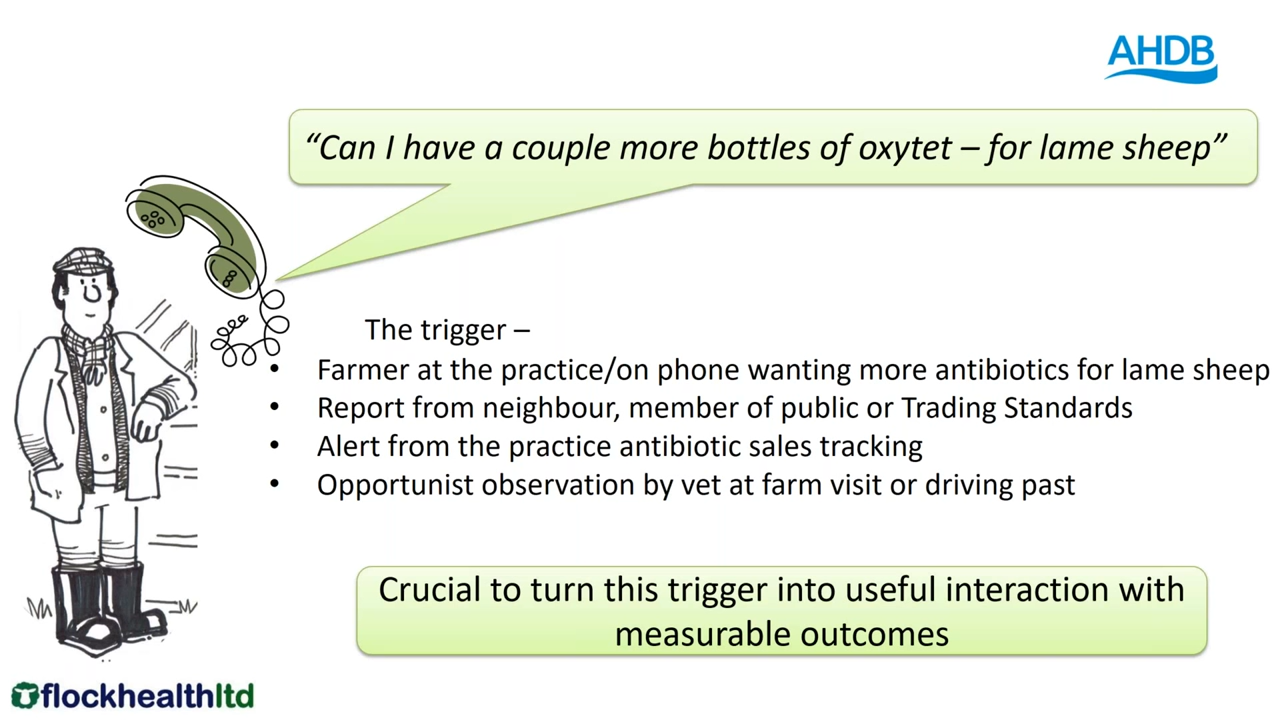 AHDB
“Can I have a couple more bottles of oxytet – for lame sheep”
The trigger –
• Farmer at the practice/on phone wanting more antibiotics for lame sheep
• Report from neighbour, member of public or Trading Standards
• Alert from the practice antibiotic sales tracking
• Opportunist observation by vet at farm visit or driving past
Crucial to turn this trigger into useful interaction with
measurable outcomes
flockhealthltd